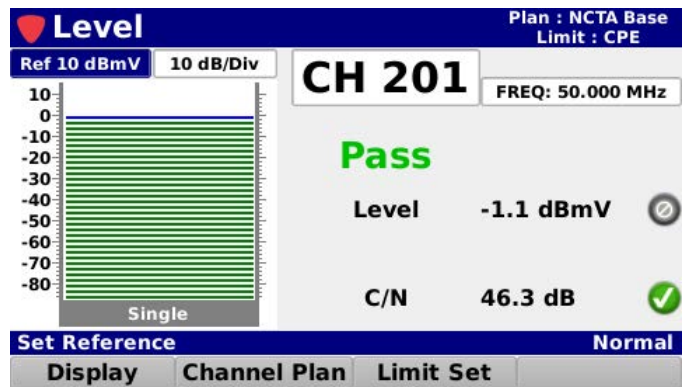 Level
Plan : NCTA Base
Limit : CPE
Ref 10 dBmV
10 dB/Div
CH 201
FREQ: 50.000 MHz
10
0
-10
-20
-30
-40
-50
-60
-70
-80
Single
Pass
Level -1.1 dBmV
C/N 46.3 dB
Set Reference Normal
Display Channel Plan Limit Set